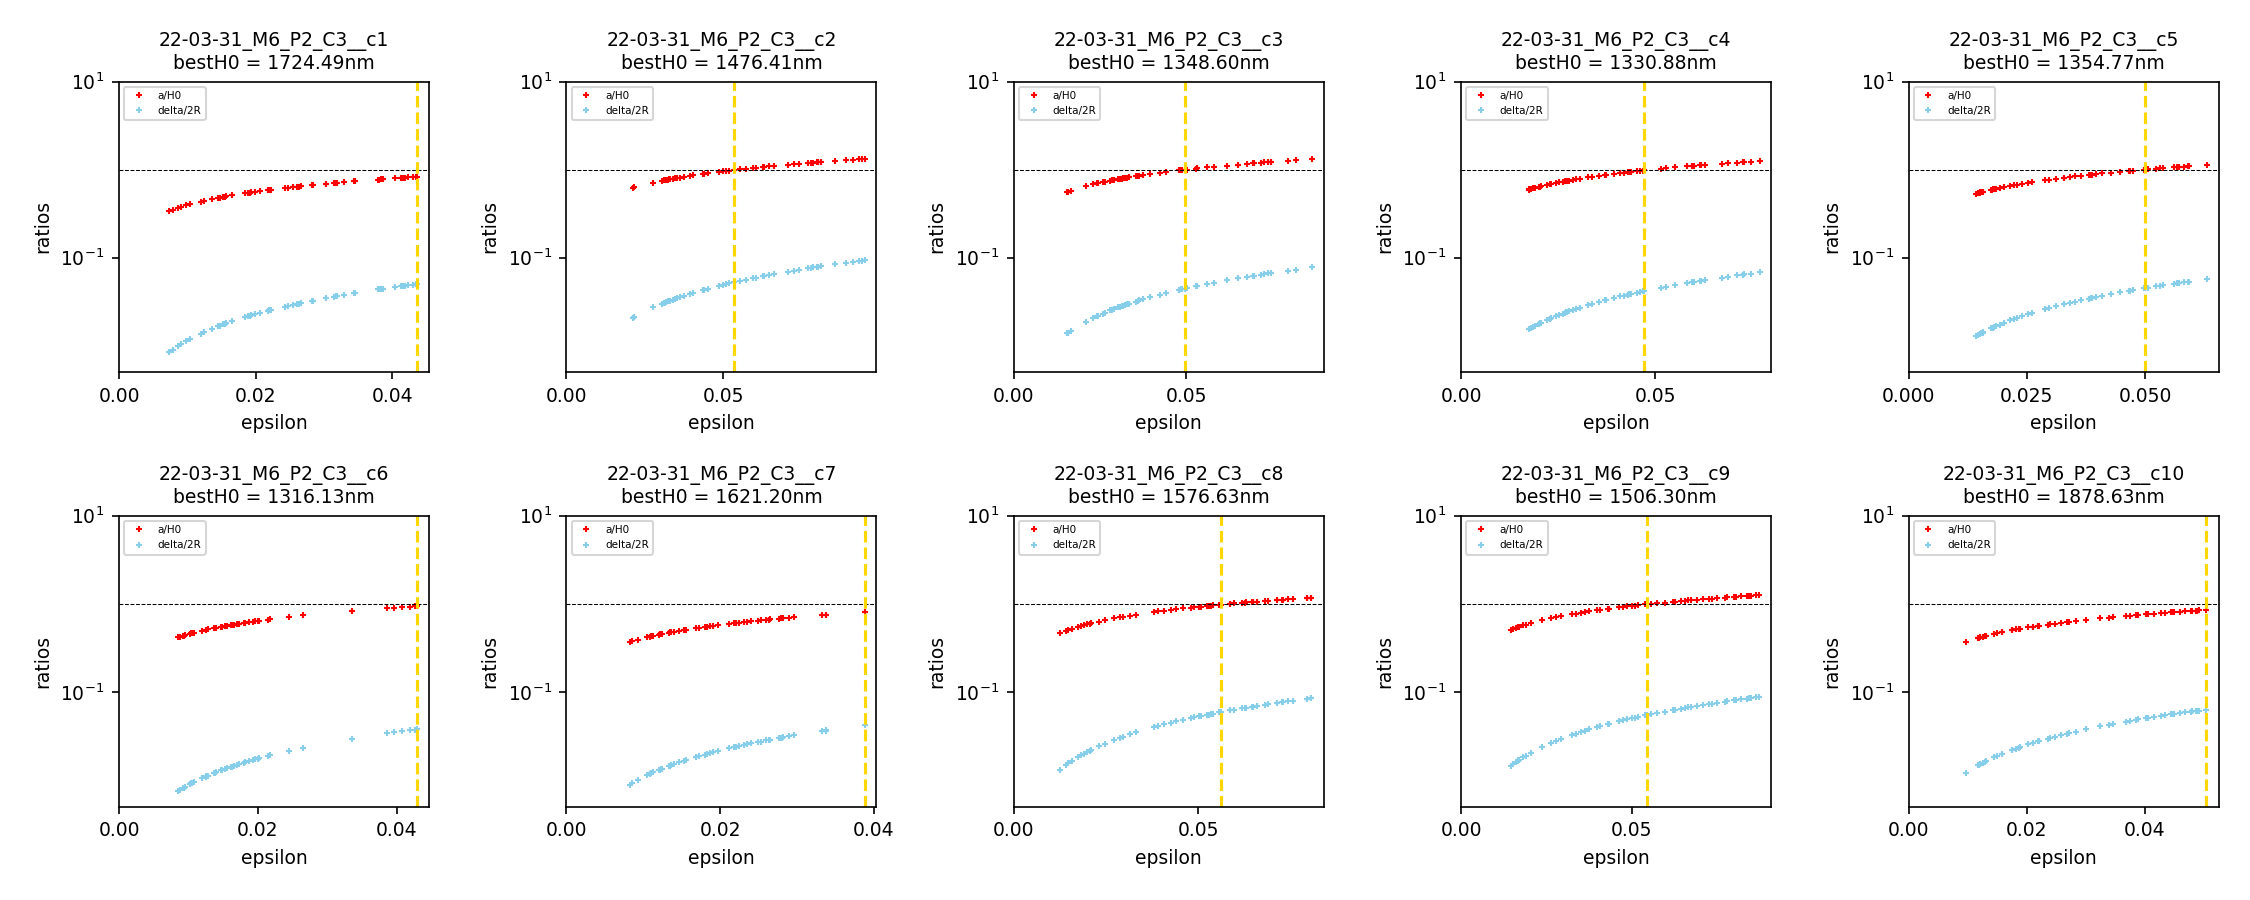 22-03-31_M6_P2_C3__c1
bestH0 = 1724.49nm
10^1
10^-1
ratios
a/H0
delta/2R
0.00 0.02 0.04
epsilon
22-03-31_M6_P2_C3__c2
bestH0 = 1476.41nm
10^1
10^-1
ratios
a/H0
delta/2R
0.00 0.05
epsilon
22-03-31_M6_P2_C3__c3
bestH0 = 1348.60nm
10^1
10^-1
ratios
a/H0
delta/2R
0.00 0.05
epsilon
22-03-31_M6_P2_C3__c4
bestH0 = 1330.88nm
10^1
10^-1
ratios
a/H0
delta/2R
0.00 0.05
epsilon
22-03-31_M6_P2_C3__c5
bestH0 = 1354.77nm
10^1
10^-1
ratios
a/H0
delta/2R
0.000 0.025 0.050
epsilon
22-03-31_M6_P2_C3__c6
bestH0 = 1316.13nm
10^1
10^-1
ratios
a/H0
delta/2R
0.00 0.02 0.04
epsilon
22-03-31_M6_P2_C3__c7
bestH0 = 1621.20nm
10^1
10^-1
ratios
a/H0
delta/2R
0.00 0.02 0.04
epsilon
22-03-31_M6_P2_C3__c8
bestH0 = 1576.63nm
10^1
10^-1
ratios
a/H0
delta/2R
0.00 0.05
epsilon
22-03-31_M6_P2_C3__c9
bestH0 = 1506.30nm
10^1
10^-1
ratios
a/H0
delta/2R
0.00 0.05
epsilon
22-03-31_M6_P2_C3__c10
bestH0 = 1878.63nm
10^1
10^-1
ratios
a/H0
delta/2R
0.00 0.02 0.04
epsilon